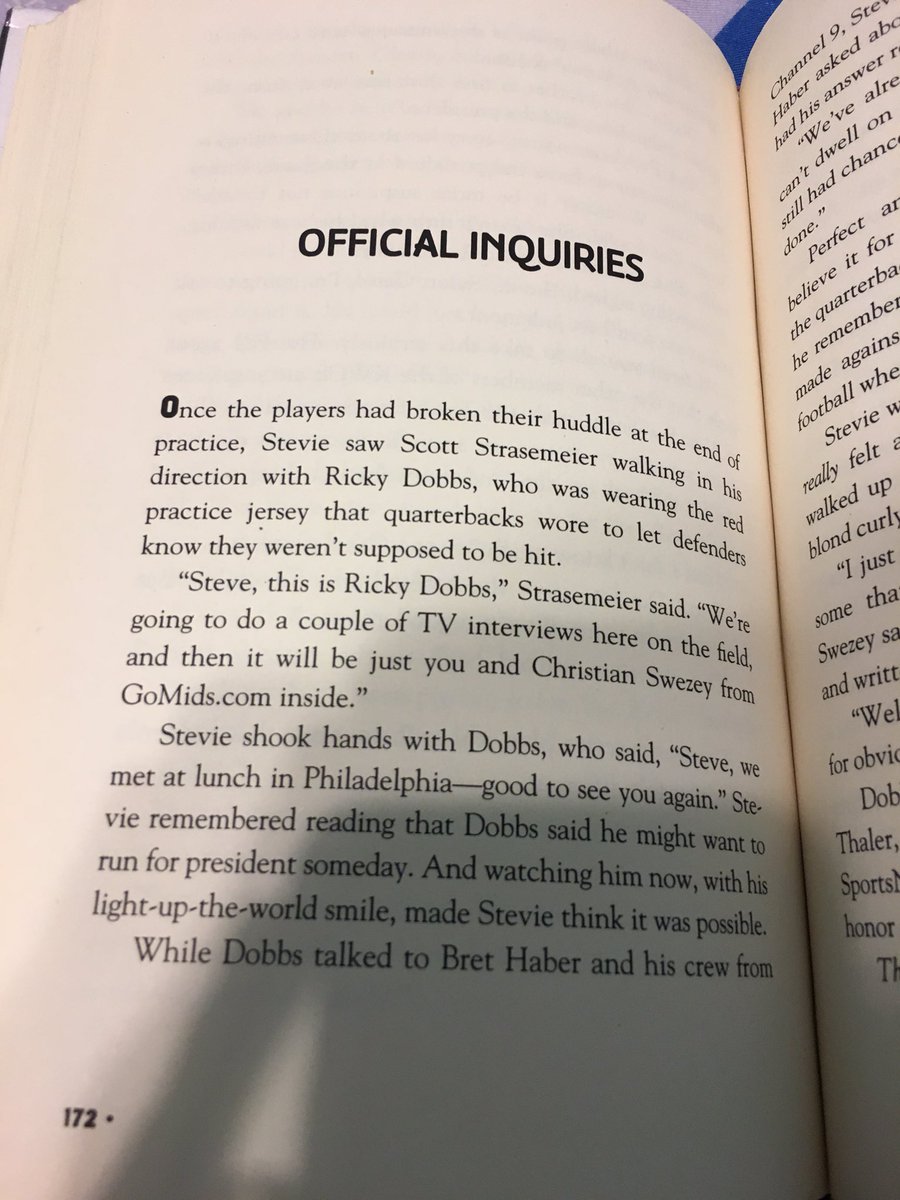 OFFICIAL INQUIRIES
Once the players had broken their huddle at the end of
practice, Stevie saw Scott Strasemeier walking in his
direction with Ricky Dobbs, who was wearing the red
practice jersey that quarterbacks wore to let defenders
know they weren't supposed to be hit.
"Steve, this is Ricky Dobbs," Strasemeier said. "We're
going to do a couple of TV interviews here on the field,
and then it will be just you and Christian Swezey from
GoMids.com inside."
Stevie shook hands with Dobbs, who said, "Steve, we
met at lunch in Philadelphia—good to see you again." Ste-
vie remembered reading that Dobbs said he might want to
run for president someday. And watching him now, with his
light-up-the-world smile, made Stevie think it was possible.
While Dobbs talked to Bret Haber and his crew from
172 •
Channel 9, Stev
Haber asked abo
had his answer r
"We've alre
can't dwell on
still had chance
done."
Perfect an
believe it for
the quarterba
he remember
made against
football whe
Stevie w
really felt a
walked up
blond curly
"I just
some tha
Swezey sa
and writt
"Wel
for obvio
Dob
Thaler,
SportsN
honor
Th